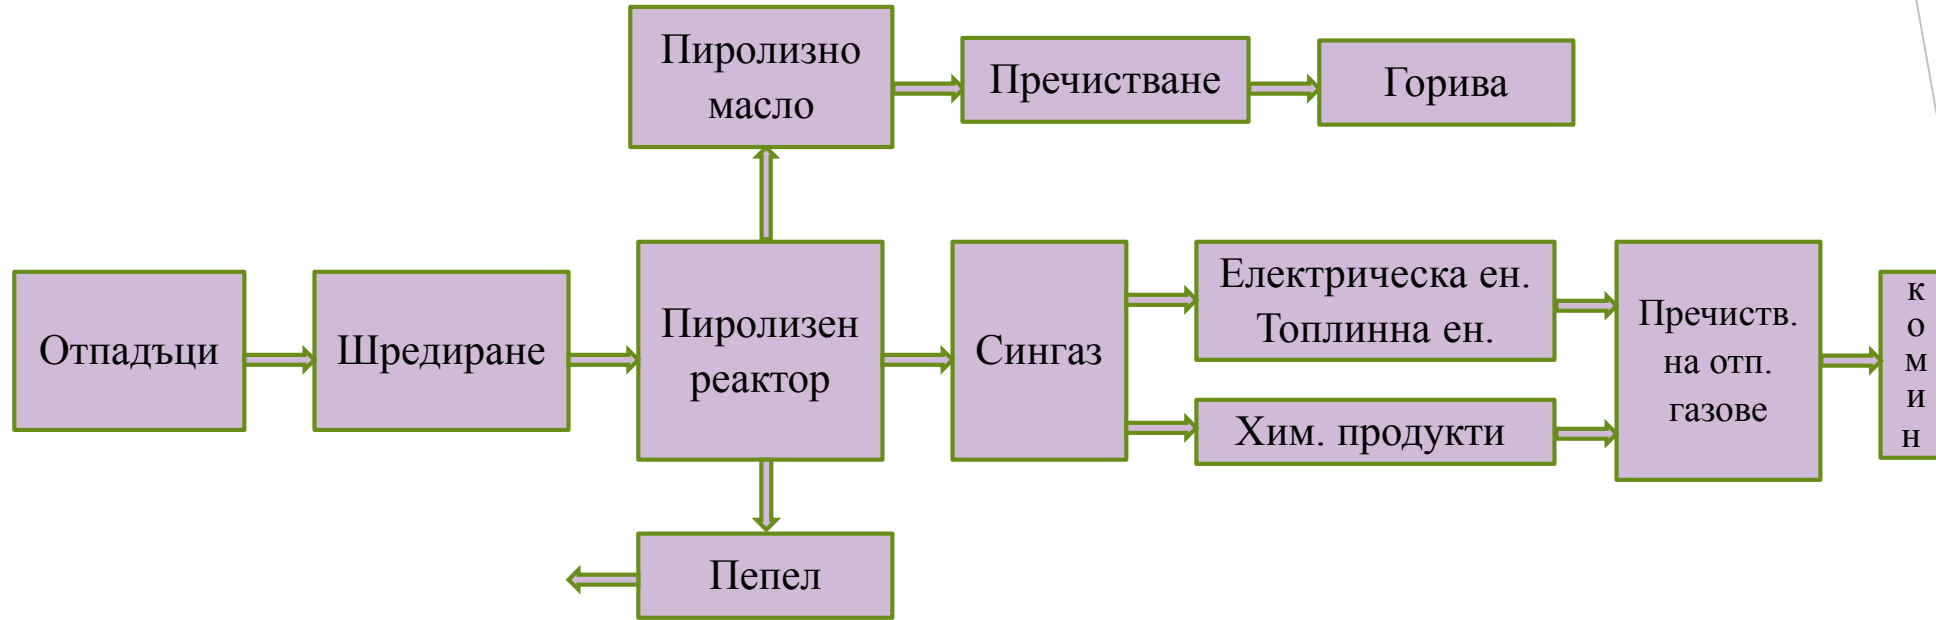 Пиролизно
масло
Пречистване
Горива
Отпадъци
Шредиране
Пиролизен
реактор
Сингаз
Електрическа ен.
Топлинна ен.
Хим. продукти
Пречиств.
на отп.
газове
к
о
м
и
н
Пепел